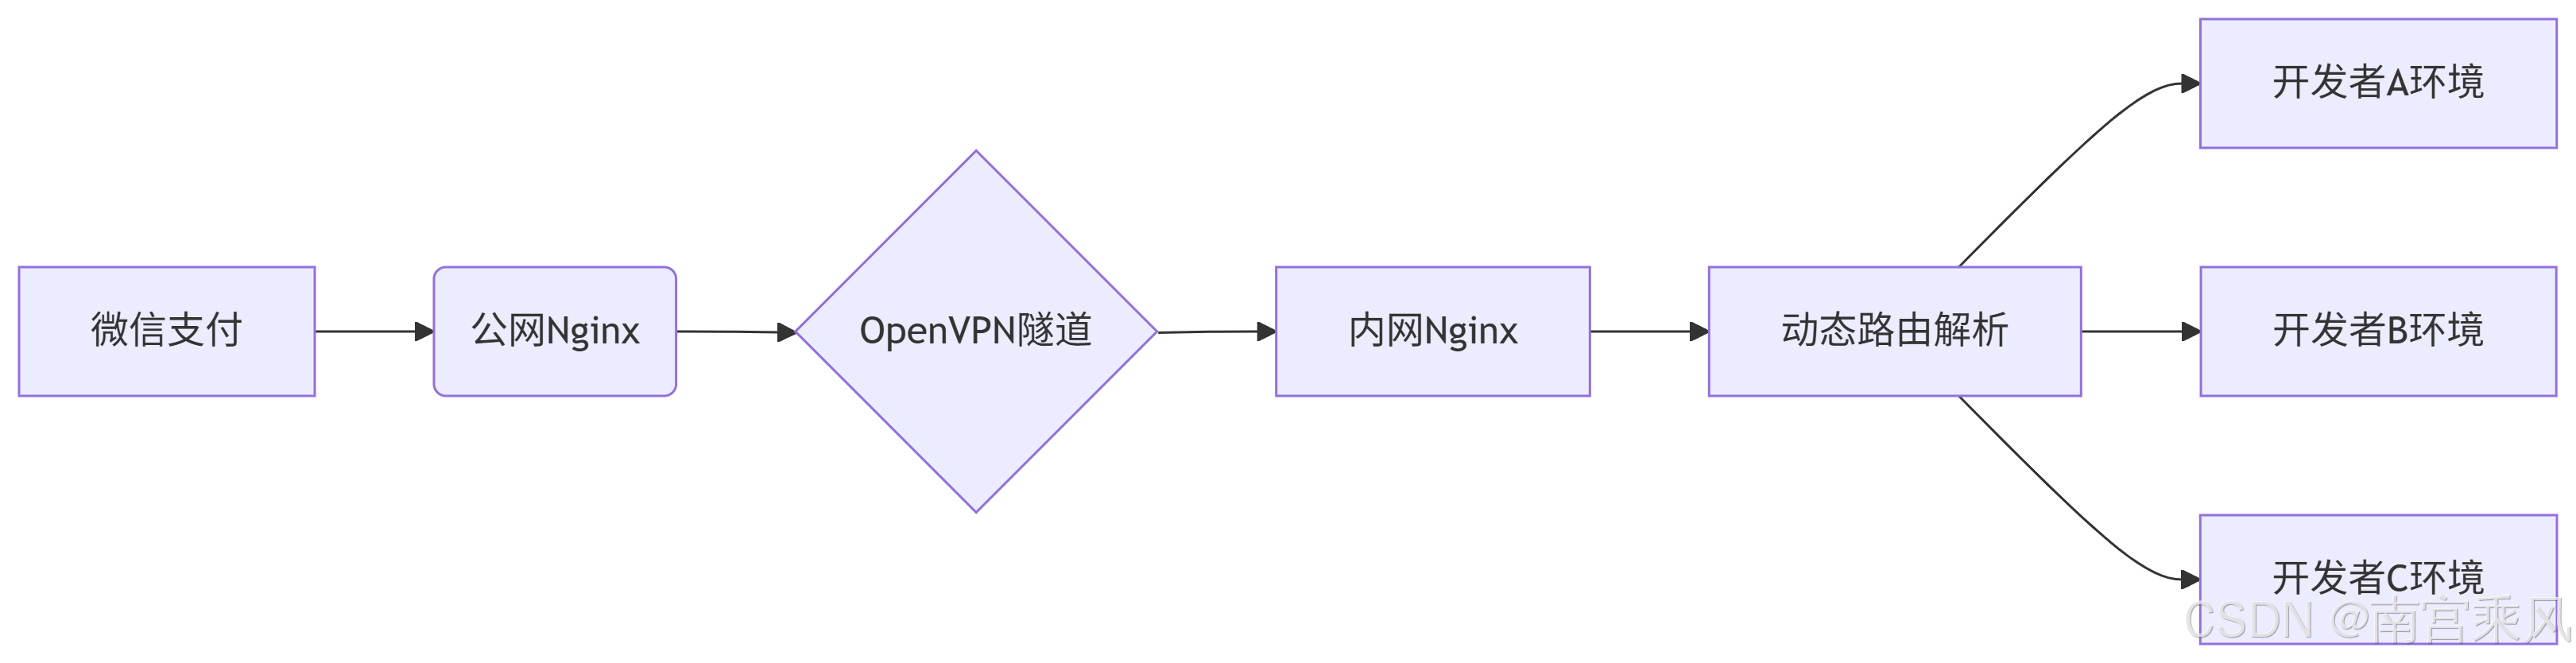 微信支付
公网Nginx
OpenVPN隧道
内网Nginx
动态路由解析
开发者A环境
开发者B环境
开发者C环境
CSDN @南宫乘风